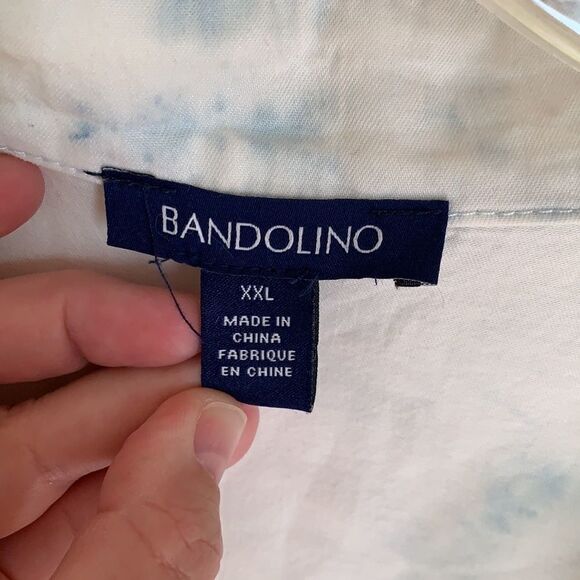 BANDOLINO
XXL
MADE IN
CHINA
FABRIQUE
EN CHINE